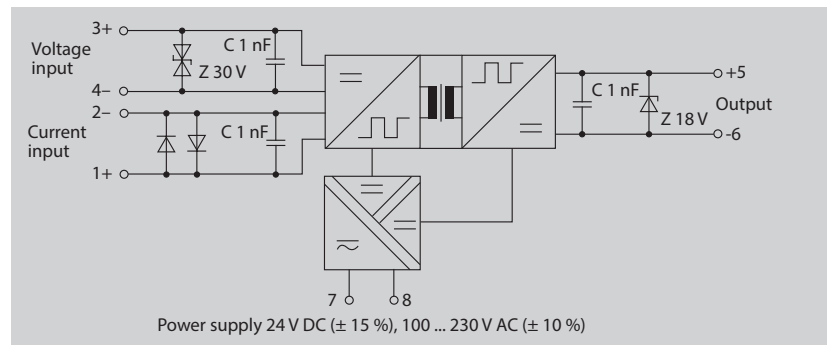 3+
Voltage
input
C 1 nF
Z 30 V
4–
2–
Current
input
C 1 nF
1+
C 1 nF
Z 18 V
+5
Output
-6
7
8
Power supply 24 V DC (± 15 %), 100 ... 230 V AC (± 10 %)